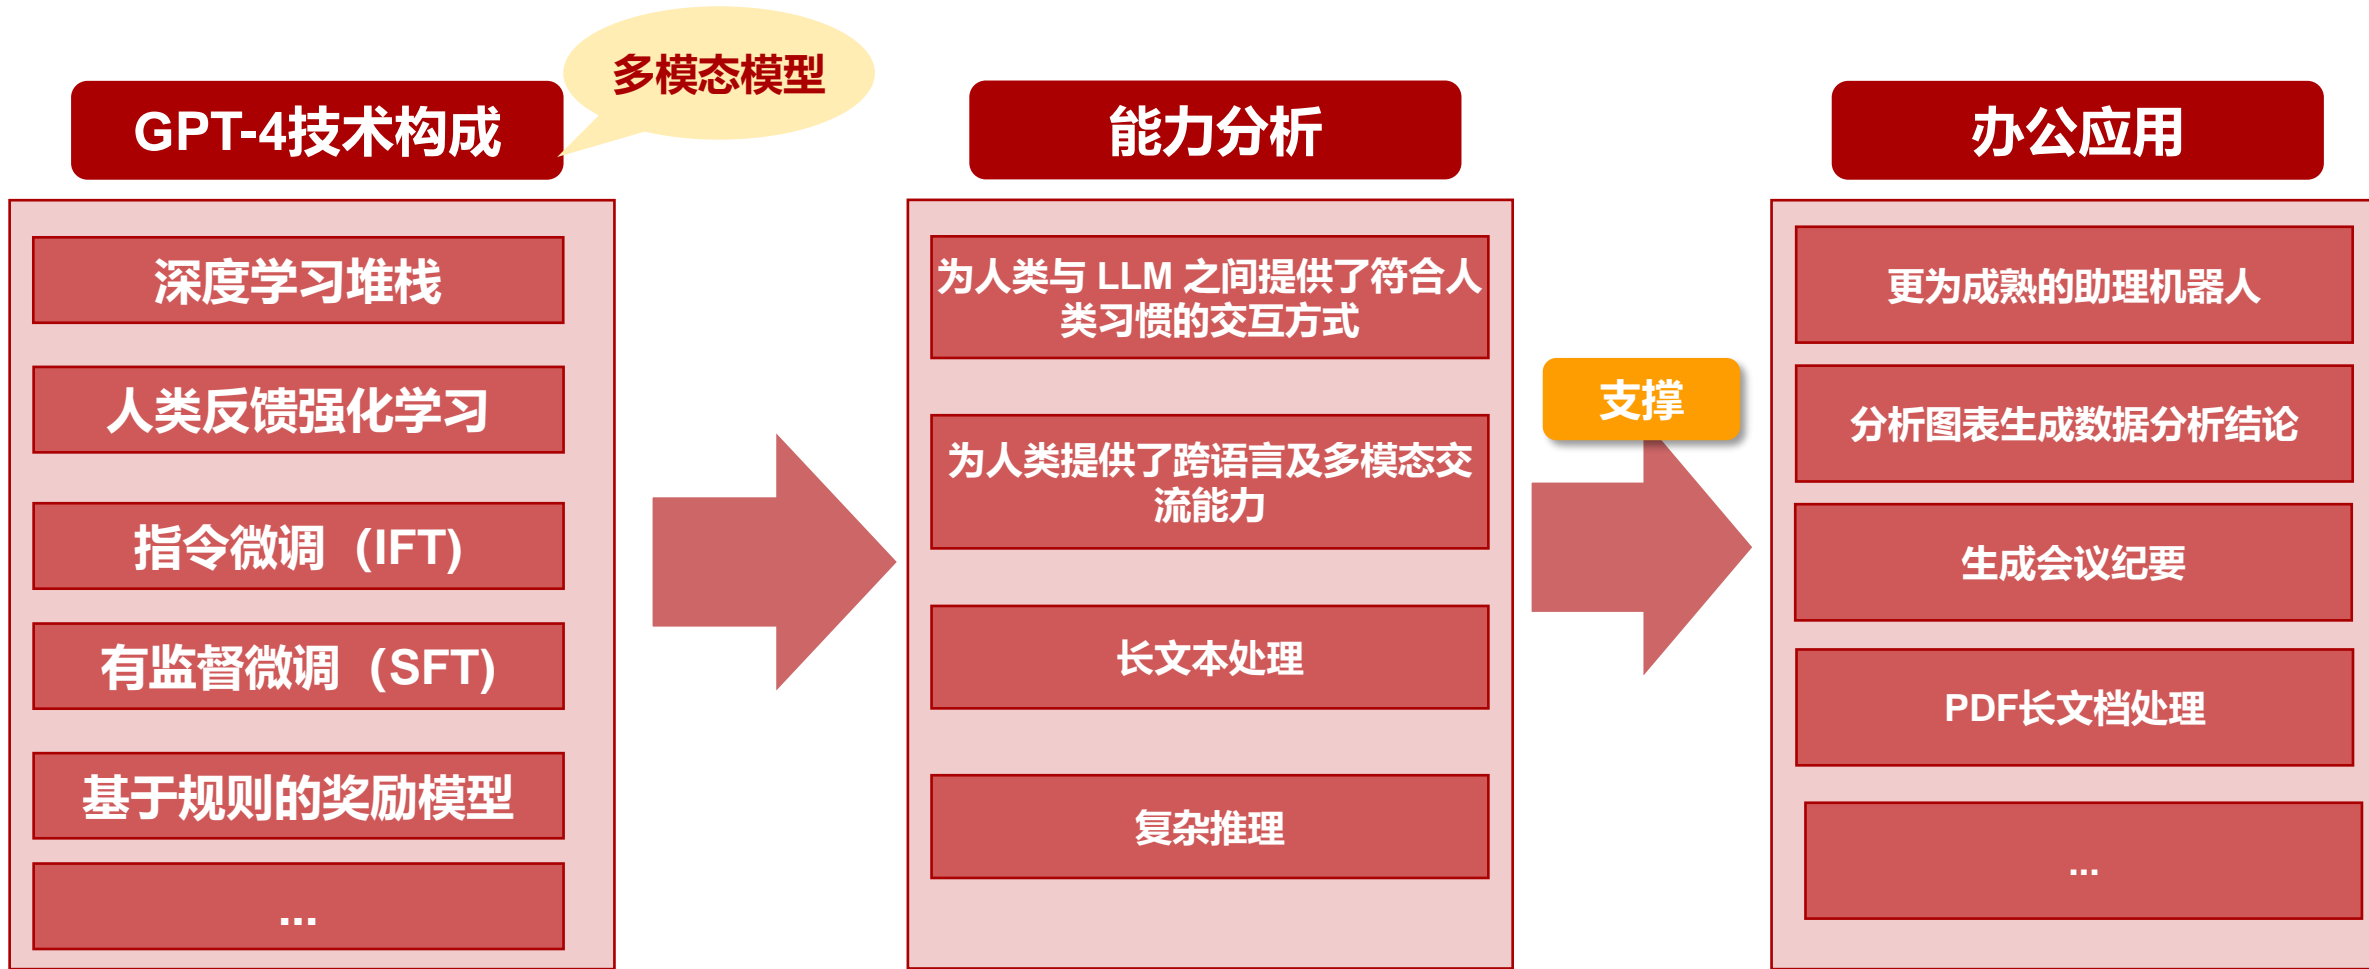 多模态模型
GPT-4技术构成
深度学习堆栈
人类反馈强化学习
指令微调（IFT)
有监督微调（SFT)
基于规则的奖励模型
...
能力分析
为人类与 LLM 之间提供了符合人
类习惯的交互方式
为人类提供了跨语言及多模态交
流能力
长文本处理
复杂推理
支撑
办公应用
更为成熟的助理机器人
分析图表生成数据分析结论
生成会议纪要
PDF长文档处理
...